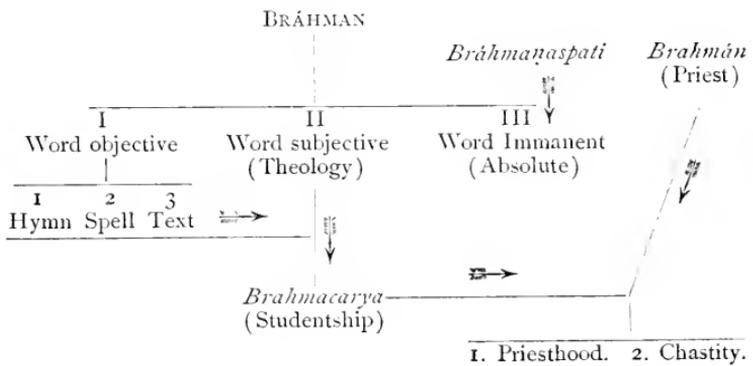 BRÁHMAN
Bráhmaṇaspati
Brahmán
(Priest)
I II III
Word objective Word subjective Word Immanent
(Theology) (Absolute)
1 2 3
Hymn Spell Text
Brahmacarya
(Studentship)
1. Priesthood. 2. Chastity.